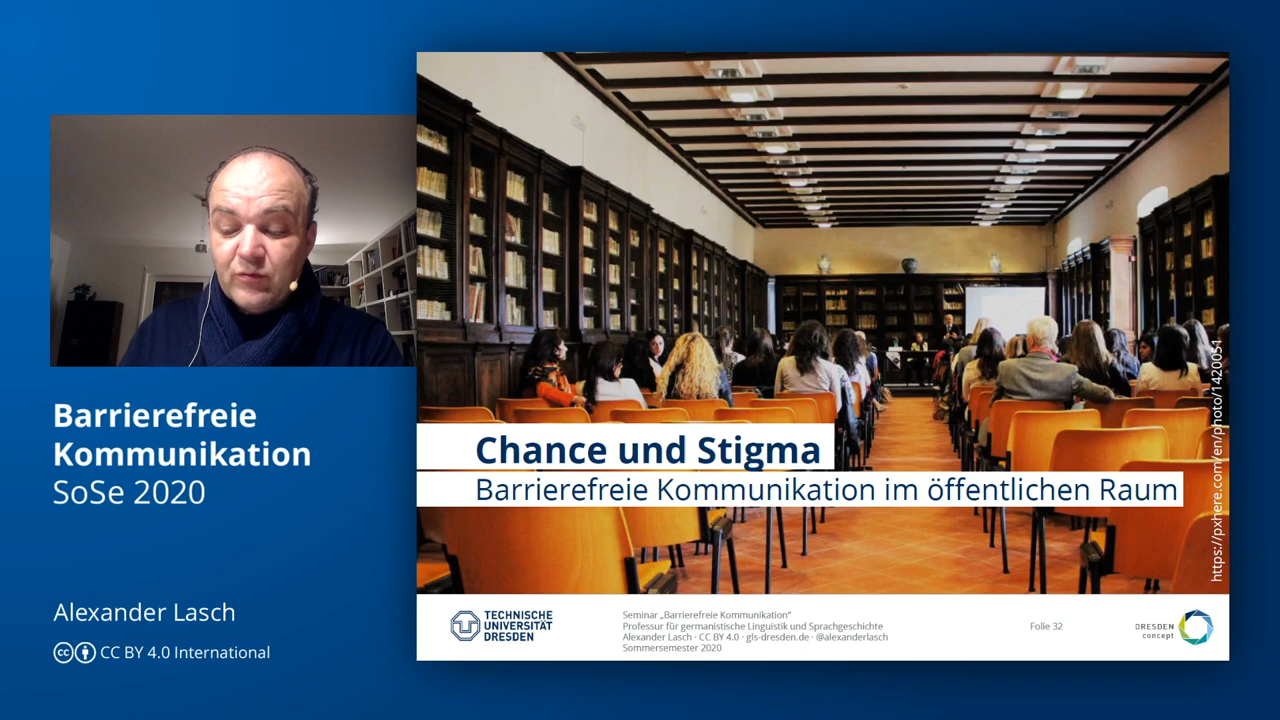 Barrierefreie
Kommunikation
SoSe 2020
Alexander Lasch
CC BY 4.0 International
Chance und Stigma
Barrierefreie Kommunikation im öffentlichen Raum
https://pxhere.com/en/photo/1420051
TECHNISCHE
UNIVERSITÄT
DRESDEN
Seminar „Barrierefreie Kommunikation“
Professur für germanistische Linguistik und Sprachgeschichte
Alexander Lasch · CC BY 4.0 · gls-dresden.de · @alexanderlasch
Sommersemester 2020
Folie 32
DRESDEN
concept